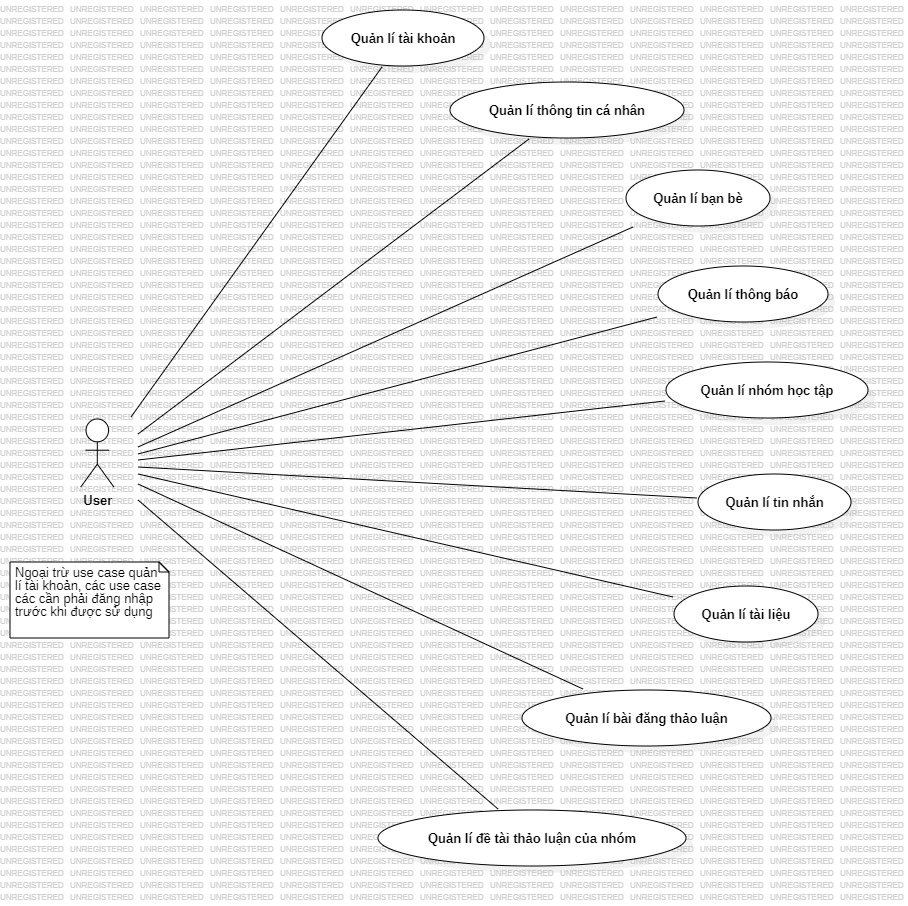 Quản lí tài khoản
Quản lí thông tin cá nhân
Quản lí bạn bè
Quản lí thông báo
Quản lí nhóm học tập
User
Quản lí tin nhắn
Ngoại trừ use case quản
lí tài khoản, các use case
các cần phải đăng nhập
trước khi được sử dụng
Quản lí tài liệu
Quản lí bài đăng thảo luận
Quản lí đề tài thảo luận của nhóm
UNREGISTERED